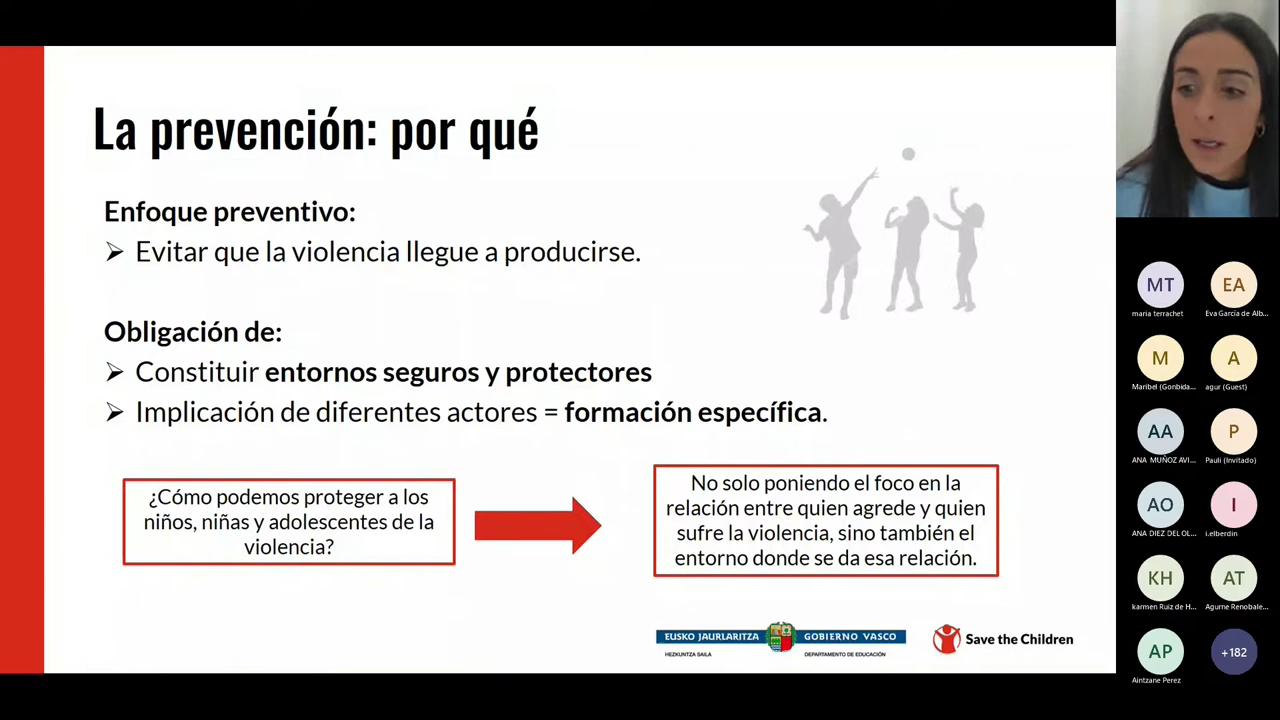 La prevención: por qué
Enfoque preventivo:
➢ Evitar que la violencia llegue a producirse.
Obligación de:
➢ Constituir entornos seguros y protectores
➢ Implicación de diferentes actores = formación específica.
¿Cómo podemos proteger a los
niños, niñas y adolescentes de la
violencia?
No solo poniendo el foco en la
relación entre quien agrede y quien
sufre la violencia, sino también el
entorno donde se da esa relación.
EUSKO JAURLARITZA
GOBIERNO VASCO
HEZKUNTZA SAILA
DEPARTAMENTO DE EDUCACIÓN
Save the Children
MT
EA
maria terrachet
Eva García de Alb...
M
A
Maribel (Gonbida...
agur (Guest)
AA
P
ANA MUÑOZ AVI...
Pauli (Invitado)
AO
I
ANA DIEZ DEL OL...
i.elberdin
KH
AT
karmen Ruiz de H...
Agurne Renobale...
AP
+182
Aintzane Perez